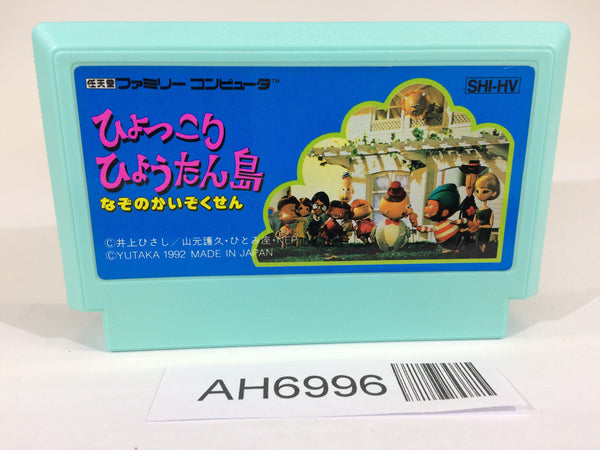 任天堂 ファミリー コンピュータ™
SHI-HV
ひょっこり
ひょうたん島
なぞのかいぞくせん
©井上ひさし/山元護久・ひとみ座・NEP
©YUTAKA 1992 MADE IN JAPAN
AH6996